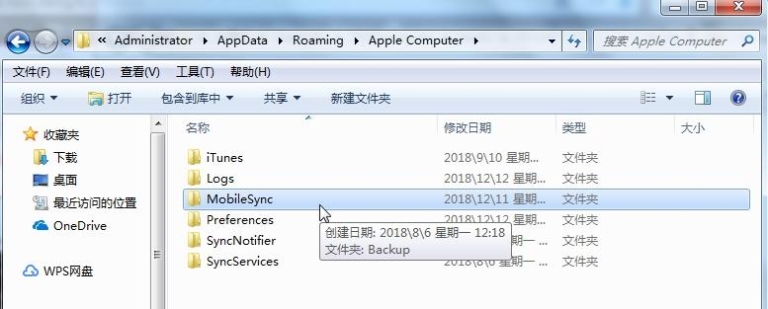 « Administrator ▸ AppData ▸ Roaming ▸ Apple Computer ▸ 搜索 Apple Computer
文件(F) 编辑(E) 查看(V) 工具(T) 帮助(H)
组织 打开 包含到库中 共享 新建文件夹
收藏夹
下载
桌面
最近访问的位置
OneDrive
WPS网盘
名称 修改日期 类型 大小
iTunes 2018\9\10 星期... 文件夹
Logs 2018\12\12 星期... 文件夹
MobileSync 2018\12\11 星期... 文件夹
Preferences 2018\12\12 星期... 文件夹
SyncNotifier 星期一 ... 文件夹
SyncServices 2018\8\6 星期一 ... 文件夹
创建日期: 2018\8\6 星期一 12:18
文件夹: Backup